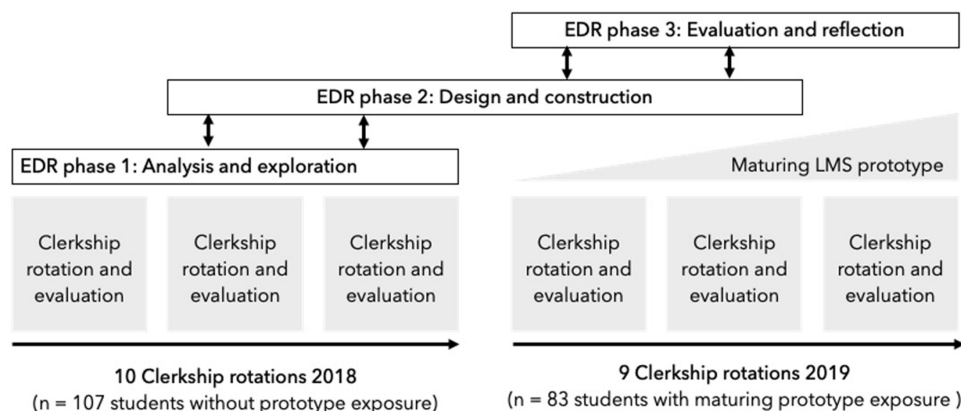 EDR phase 3: Evaluation and reflection
EDR phase 2: Design and construction
EDR phase 1: Analysis and exploration
Maturing LMS prototype
Clerkship
rotation and
evaluation
Clerkship
rotation and
evaluation
Clerkship
rotation and
evaluation
Clerkship
rotation and
evaluation
Clerkship
rotation and
evaluation
Clerkship
rotation and
evaluation
10 Clerkship rotations 2018
(n = 107 students without prototype exposure)
9 Clerkship rotations 2019
(n = 83 students with maturing prototype exposure )